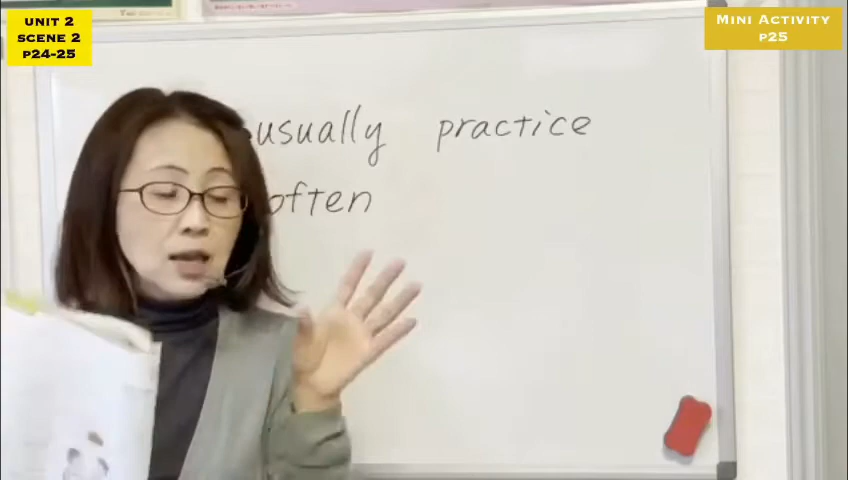 UNIT 2
SCENE 2
P24-25
MINI ACTIVITY
P25
usually practice
often